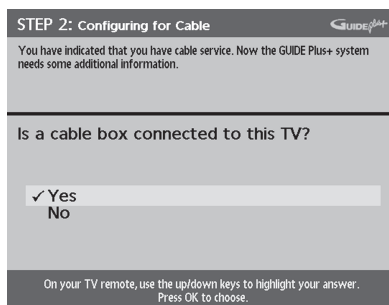 STEP 2: Configuring for Cable GUIDE Plus+
You have indicated that you have cable service. Now the GUIDE Plus+ system
needs some additional information.
Is a cable box connected to this TV?
✓ Yes
No
On your TV remote, use the up/down keys to highlight your answer.
Press OK to choose.